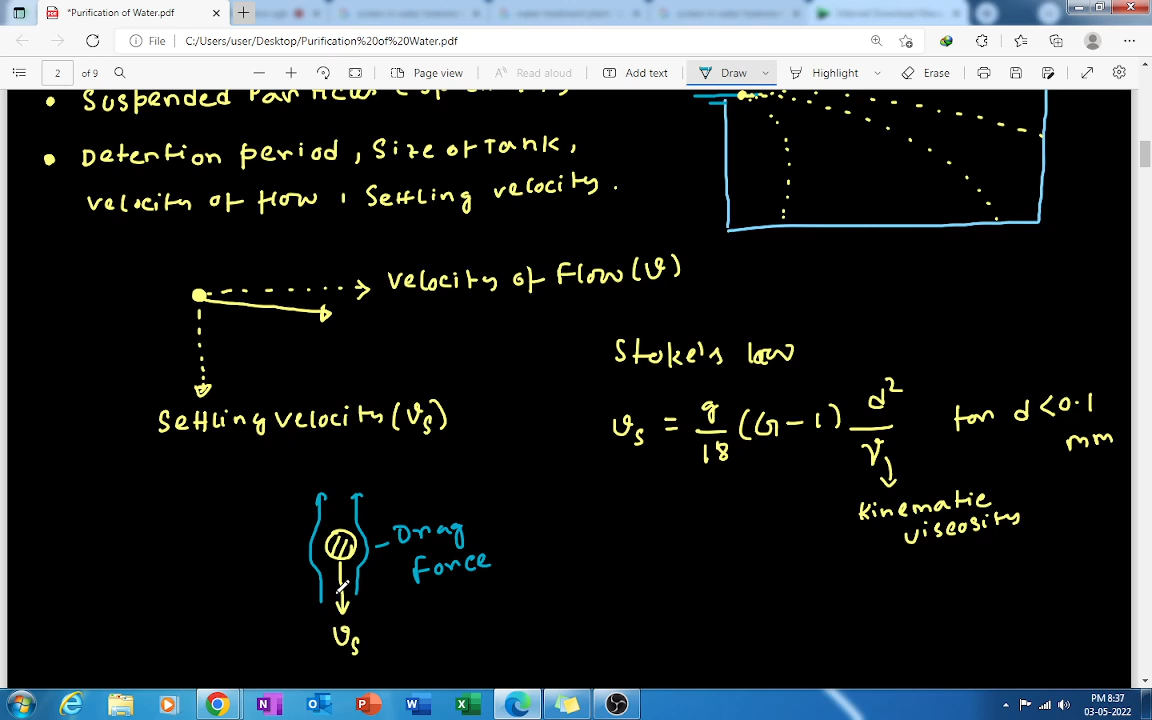 *Purification of Water.pdf
File C:/Users/user/Desktop/Purification%20of%20Water.pdf
2 of 9 Page view Read aloud Add text Draw Highlight Erase
Suspended Particles
Detention period, Size of Tank,
velocity of flow, Settling velocity.
Velocity of Flow (v)
Stoke's law
Settling velocity (vs)
vs = g/18 (G-1) d²/ν for d < 0.1 mm
Kinematic
viscosity
Drag
Force
vs
PM 8:37
03-05-2022